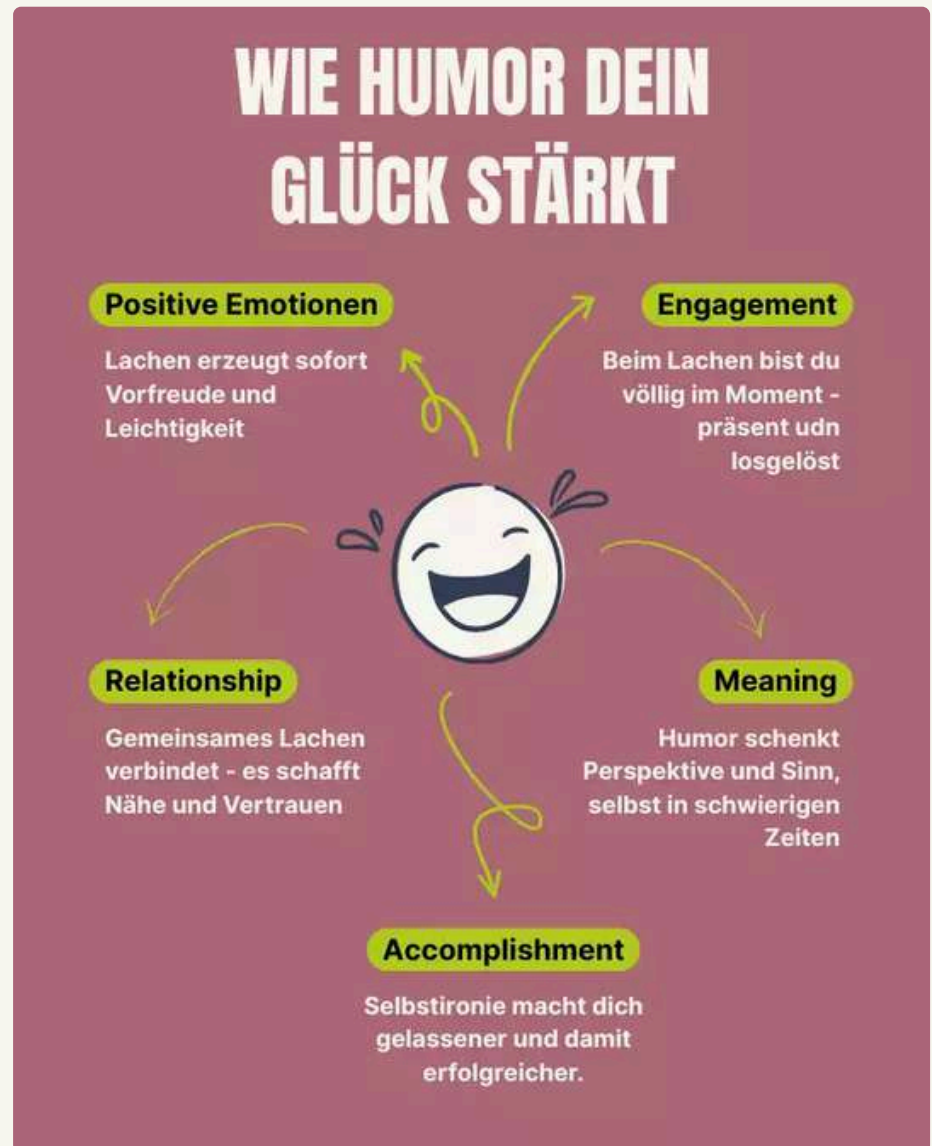 WIE HUMOR DEIN
GLÜCK STÄRKT
Positive Emotionen
Lachen erzeugt sofort
Vorfreude und
Leichtigkeit
Engagement
Beim Lachen bist du
völlig im Moment -
präsent udn
losgelöst
Relationship
Gemeinsames Lachen
verbindet - es schafft
Nähe und Vertrauen
Meaning
Humor schenkt
Perspektive und Sinn,
selbst in schwierigen
Zeiten
Accomplishment
Selbstironie macht dich
gelassener und damit
erfolgreicher.